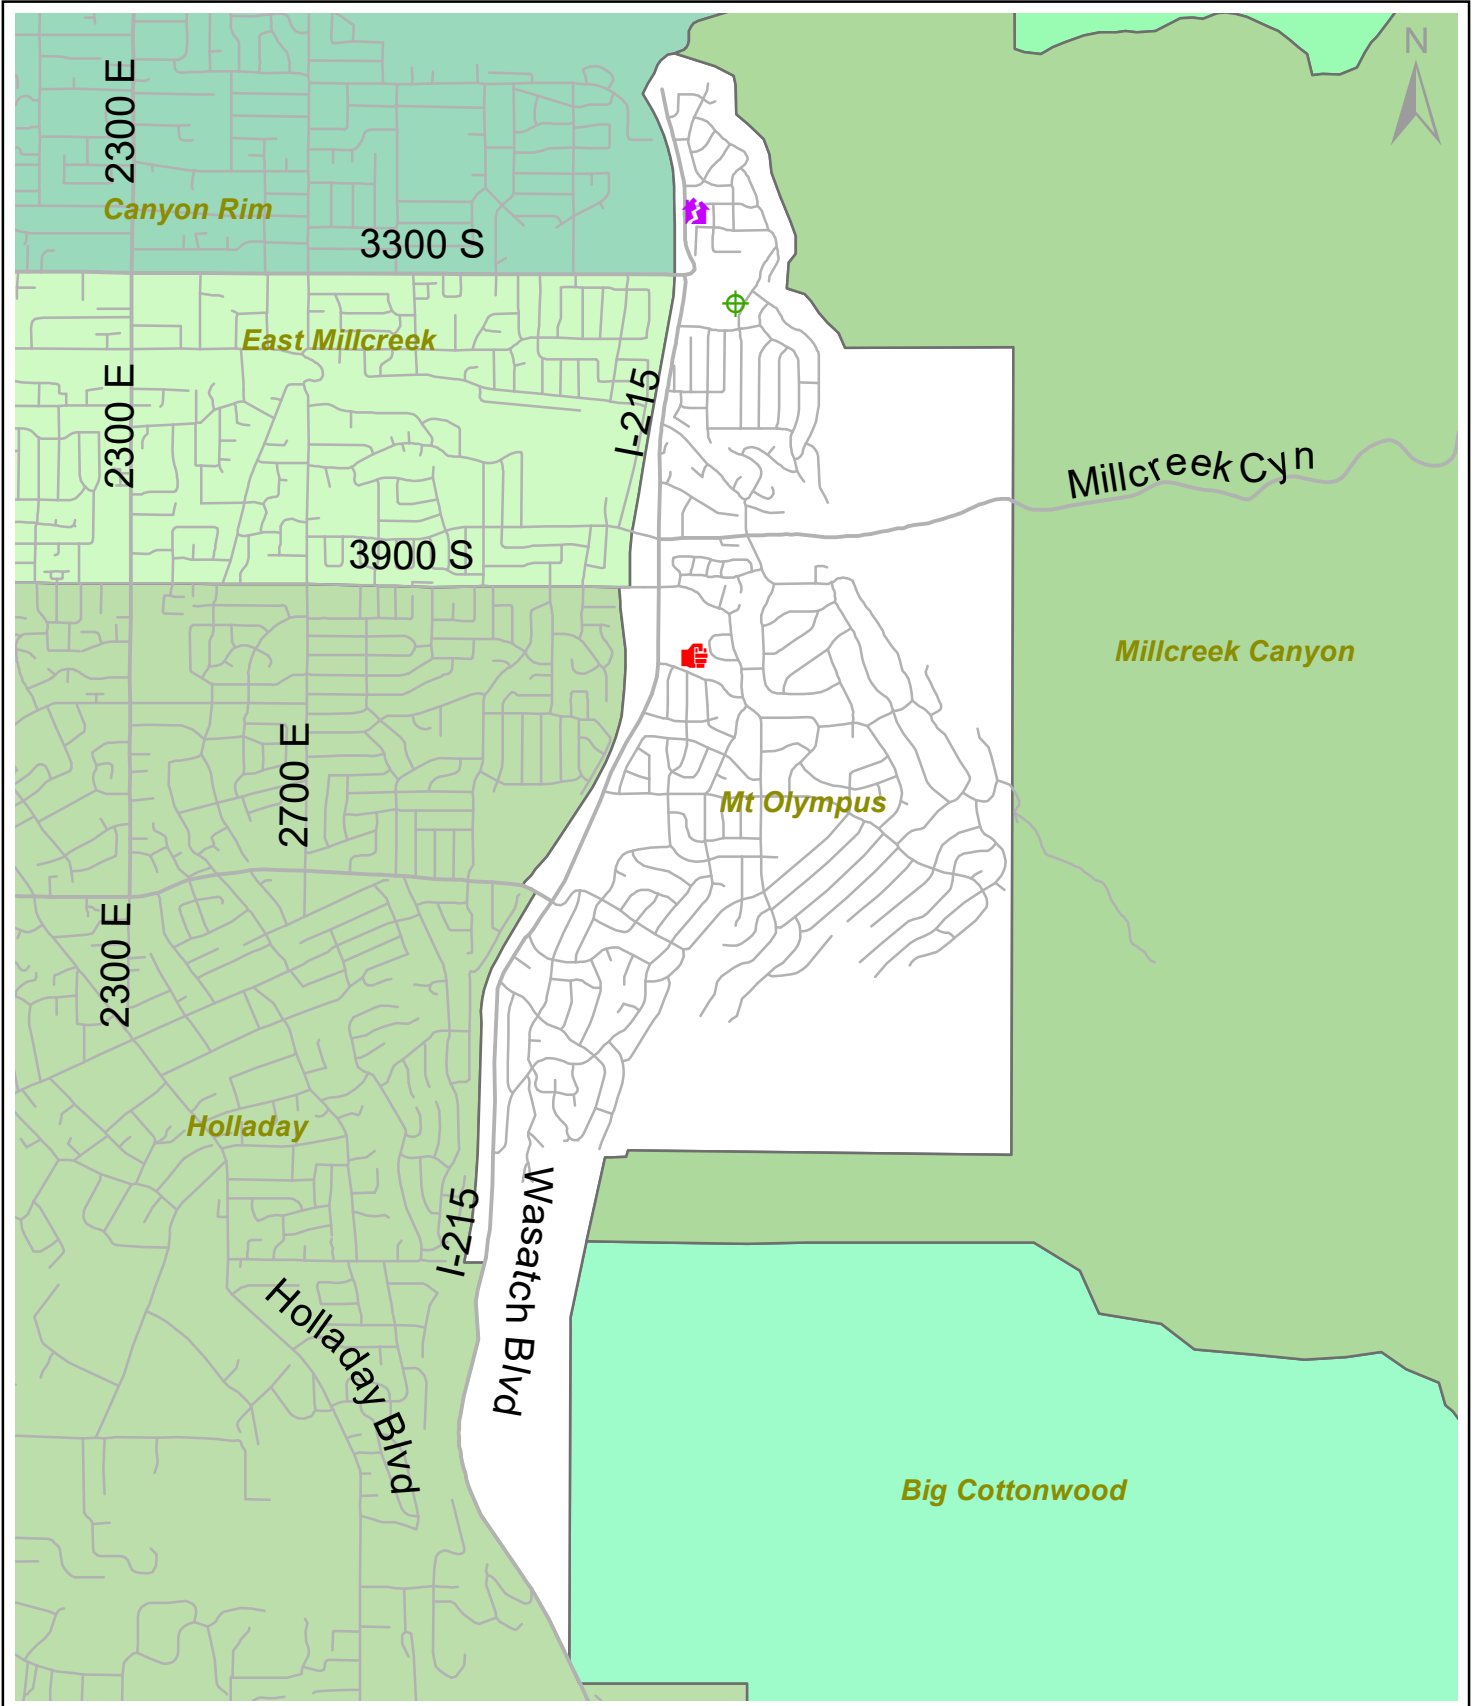 N
2300 E
Canyon Rim
3300 S
East Millcreek
2300 E
I-215
Millcreek Cyn
3900 S
Millcreek Canyon
2700 E
Mt Olympus
2300 E
Holladay
I-215
Wasatch Blvd
Holladay Blvd
Big Cottonwood